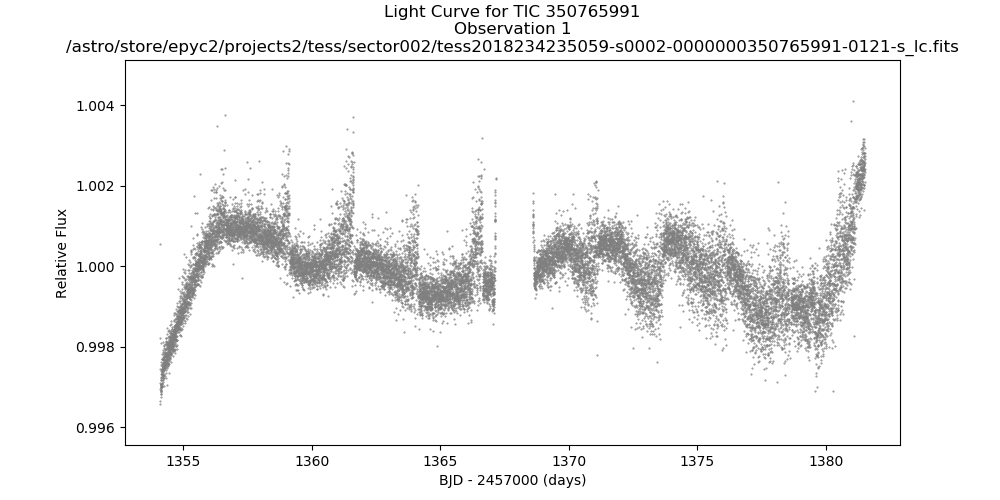 Light Curve for TIC 350765991
Observation 1
/astro/store/epyc2/projects2/tess/sector002/tess2018234235059-s0002-0000000350765991-0121-s_lc.fits
1.004
1.002
1.000
0.998
0.996
Relative Flux
1355
1360
1365
1370
1375
1380
BJD - 2457000 (days)